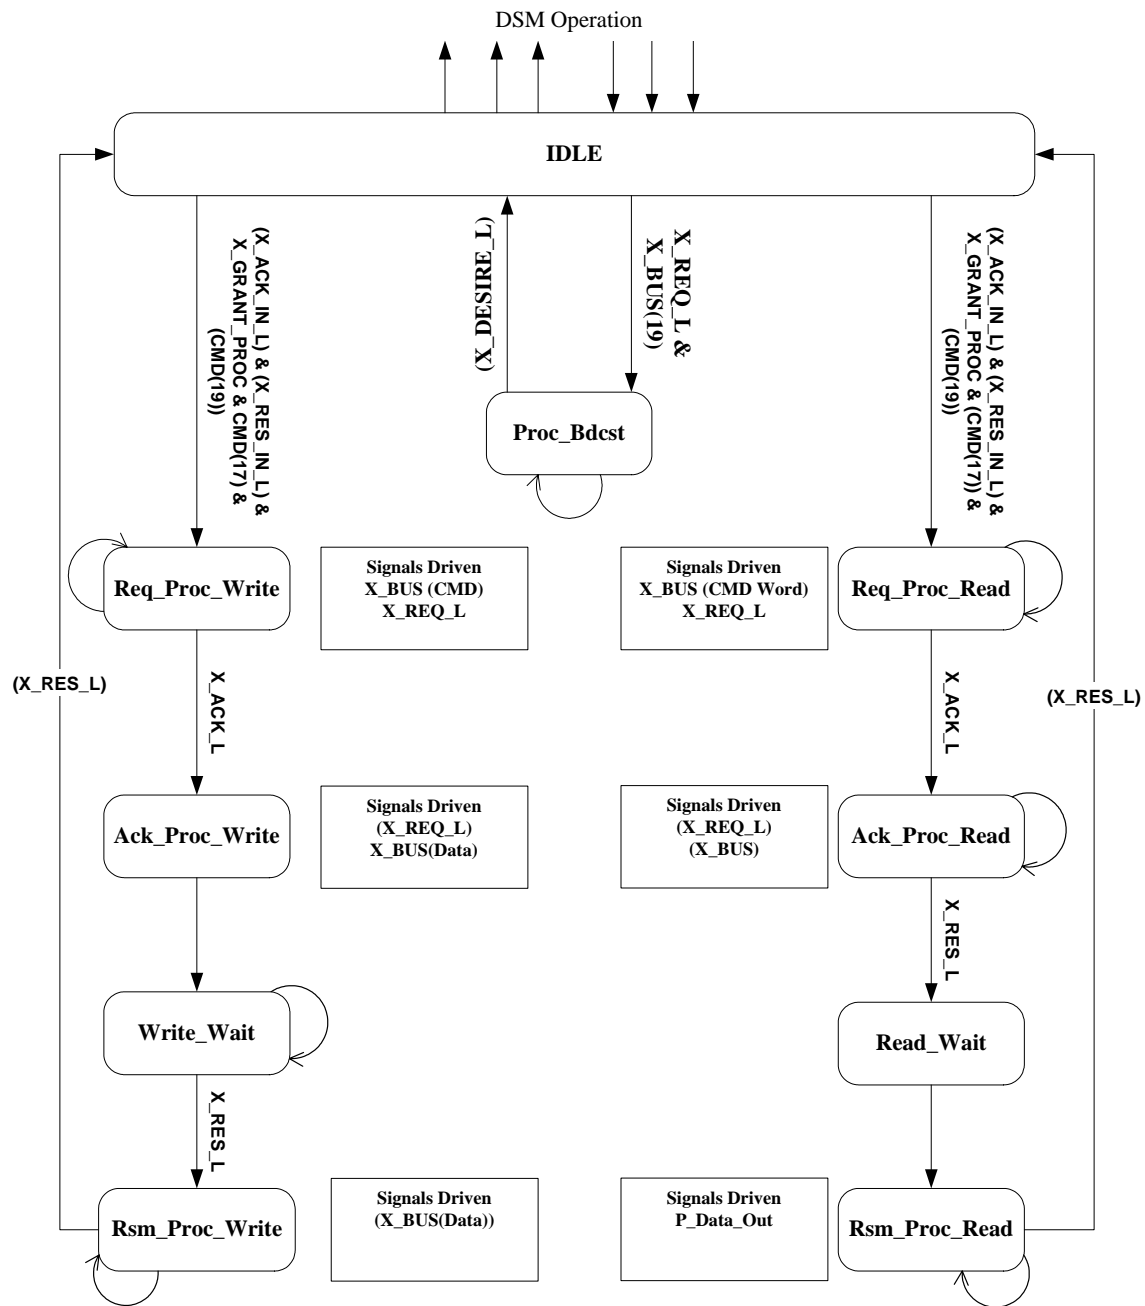 DSM Operation
IDLE
(X_ACK_IN_L) & (X_RES_IN_L) &
X_GRANT_PROC & CMD(17) &
(CMD(19))
(X_DESIRE_L)
X_REQ_L &
X_BUS(19)
(X_ACK_IN_L) & (X_RES_IN_L) &
X_GRANT_PROC & (CMD(17)) &
(CMD(19))
Proc_Bdcst
Req_Proc_Write
Signals Driven
X_BUS (CMD)
X_REQ_L
Signals Driven
X_BUS (CMD Word)
X_REQ_L
Req_Proc_Read
(X_RES_L)
X_ACK_L
X_ACK_L
(X_RES_L)
Ack_Proc_Write
Signals Driven
(X_REQ_L)
X_BUS(Data)
Signals Driven
(X_REQ_L)
(X_BUS)
Ack_Proc_Read
X_RES_L
Write_Wait
Read_Wait
X_RES_L
Rsm_Proc_Write
Signals Driven
(X_BUS(Data))
Signals Driven
P_Data_Out
Rsm_Proc_Read